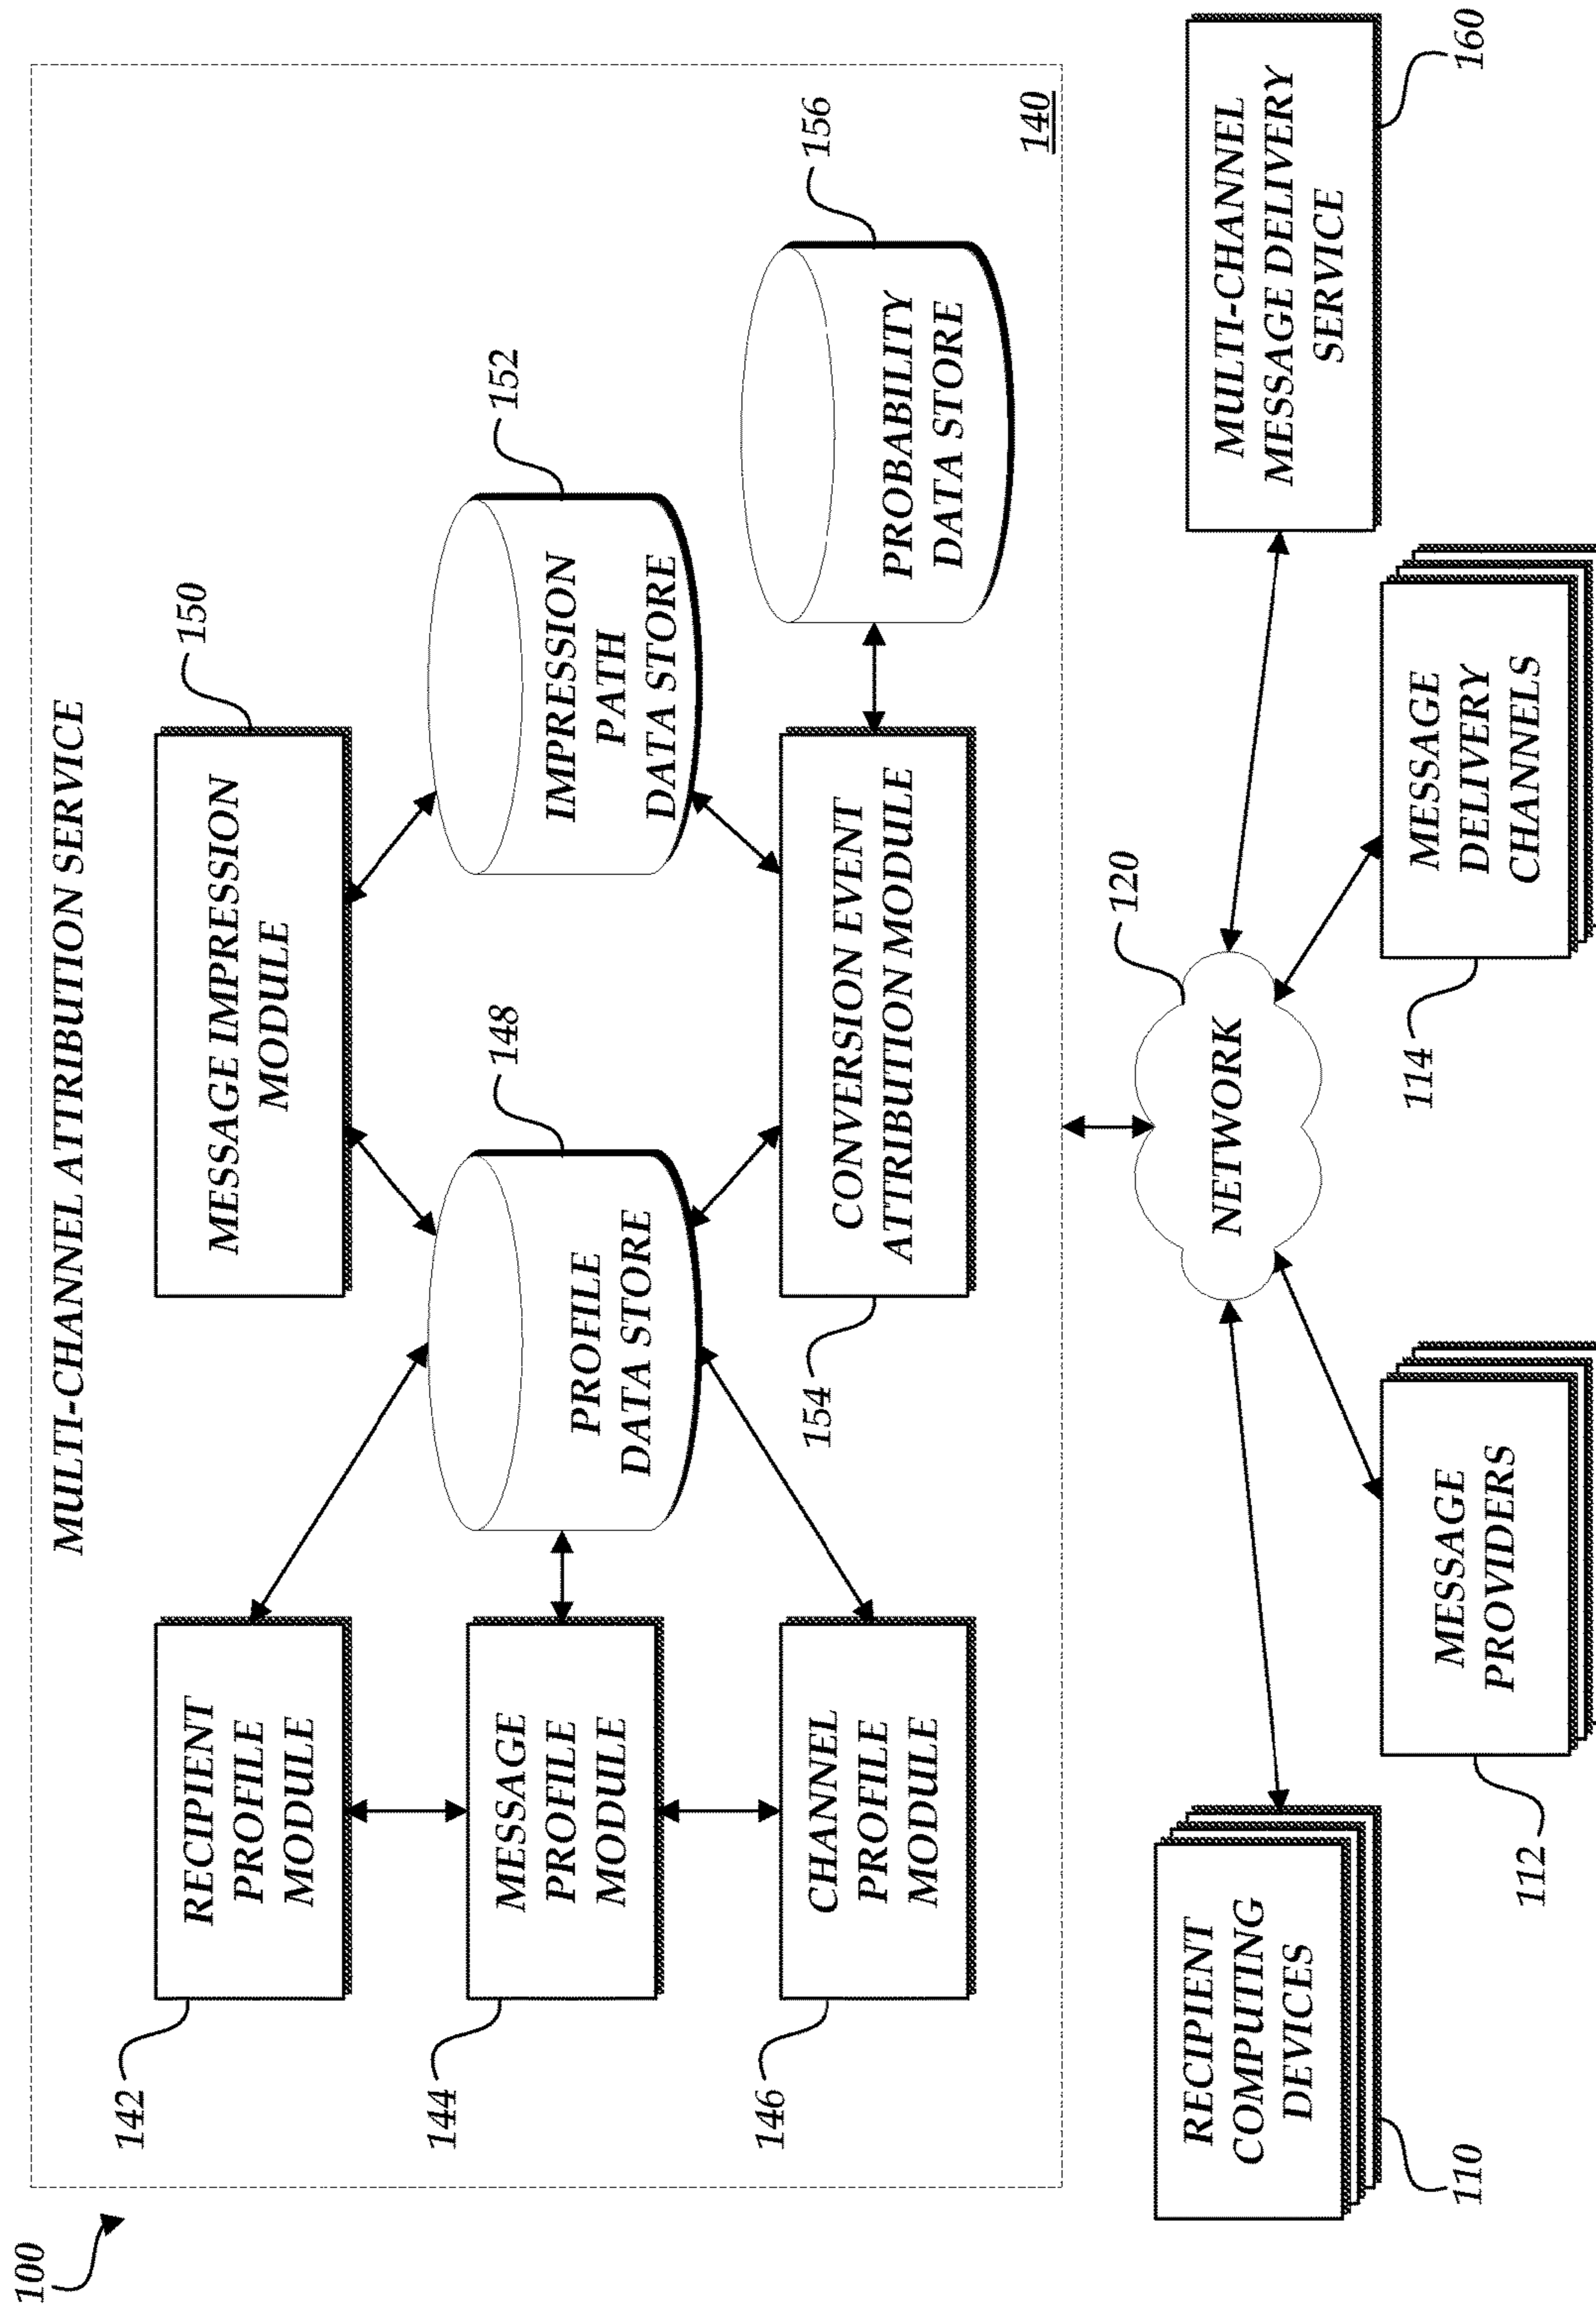 100
MULTI-CHANNEL ATTRIBUTION SERVICE
142
RECIPIENT
PROFILE
MODULE
150
MESSAGE IMPRESSION
MODULE
144
MESSAGE
PROFILE
MODULE
148
PROFILE
DATA STORE
152
IMPRESSION
PATH
DATA STORE
146
CHANNEL
PROFILE
MODULE
154
CONVERSION EVENT
ATTRIBUTION MODULE
156
PROBABILITY
DATA STORE
140
110
RECIPIENT
COMPUTING
DEVICES
120
NETWORK
MULTI-CHANNEL
MESSAGE DELIVERY
SERVICE
160
112
MESSAGE
PROVIDERS
114
MESSAGE
DELIVERY
CHANNELS